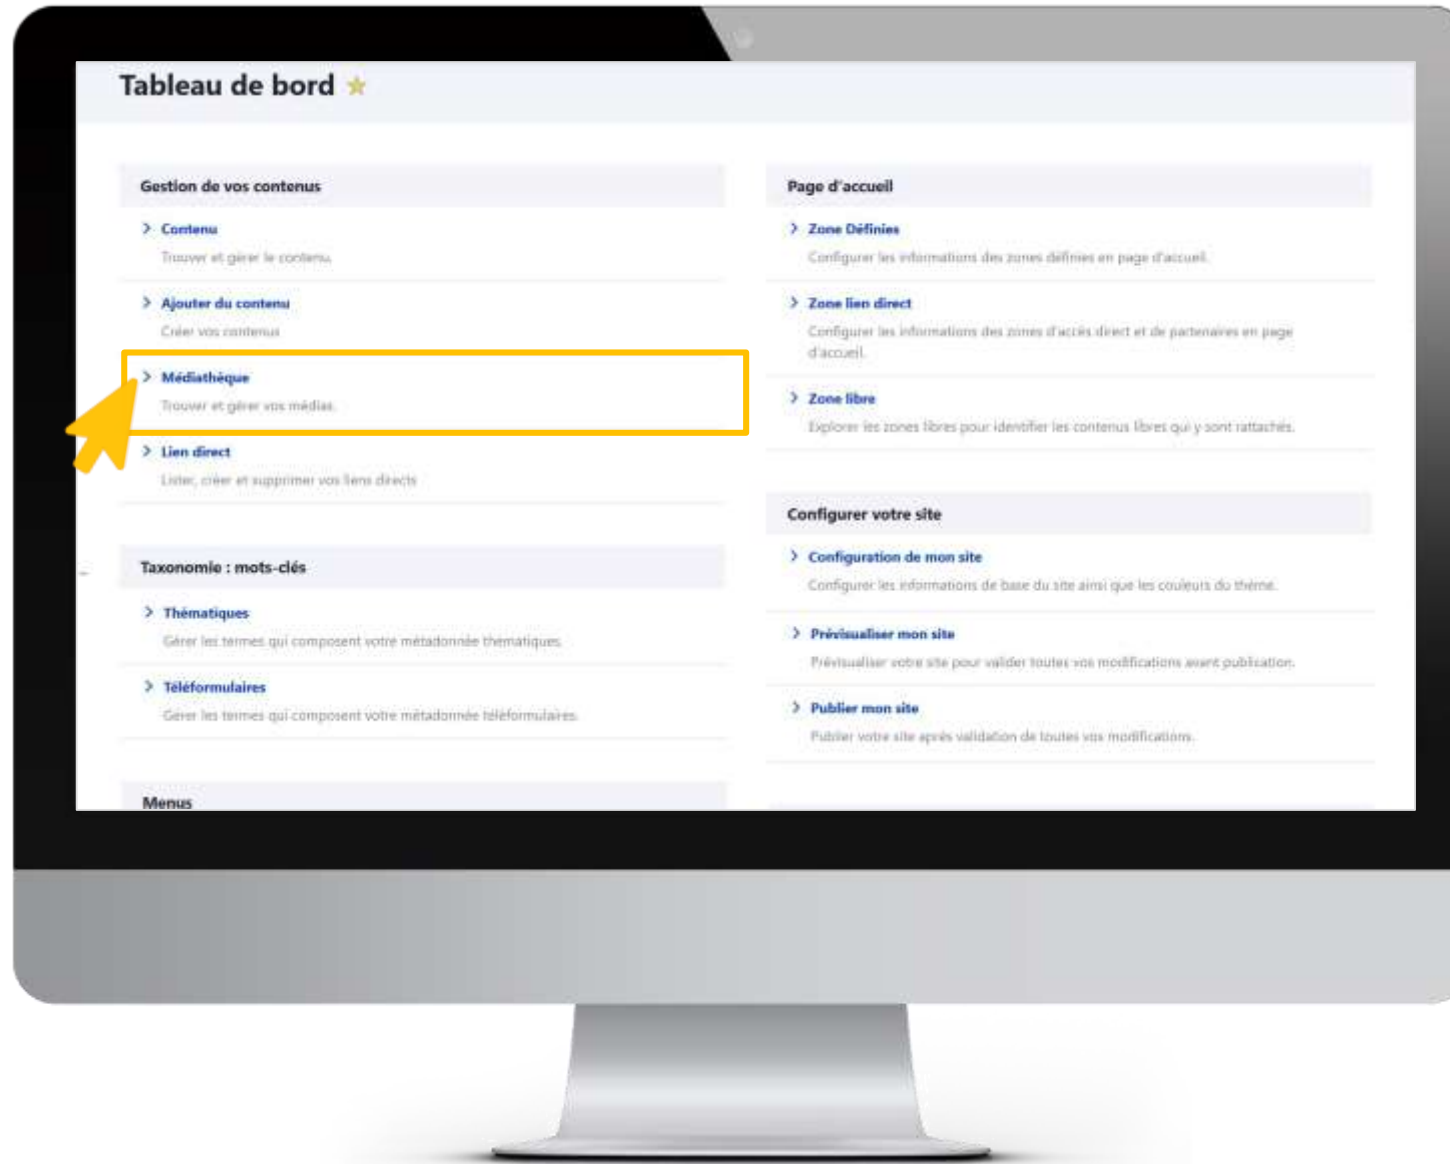 Tableau de bord
Gestion de vos contenus
Contenu
Trouver et gérer le contenu.
Ajouter du contenu
Créer vos contenus
Médiathèque
Trouver et gérer vos médias.
Lien direct
Lister, créer et supprimer vos liens directs
Taxonomie : mots-clés
Thématiques
Gérer les termes qui composent votre métadonnée thématiques.
Téléformulaires
Gérer les termes qui composent votre métadonnée téléformulaires.
Menus
Page d'accueil
Zone Définies
Configurer les informations des zones définies en page d'accueil.
Zone lien direct
Configurer les informations des zones d'accès direct et de partenaires en page
d'accueil.
Zone libre
Explorer les zones libres pour identifier les contenus libres qui y sont rattachés.
Configurer votre site
Configuration de mon site
Configurer les informations de base du site ainsi que les couleurs du thème.
Prévisualiser mon site
Prévisualiser votre site pour valider toutes vos modifications avant publication.
Publier mon site
Publier votre site après validation de toutes vos modifications.